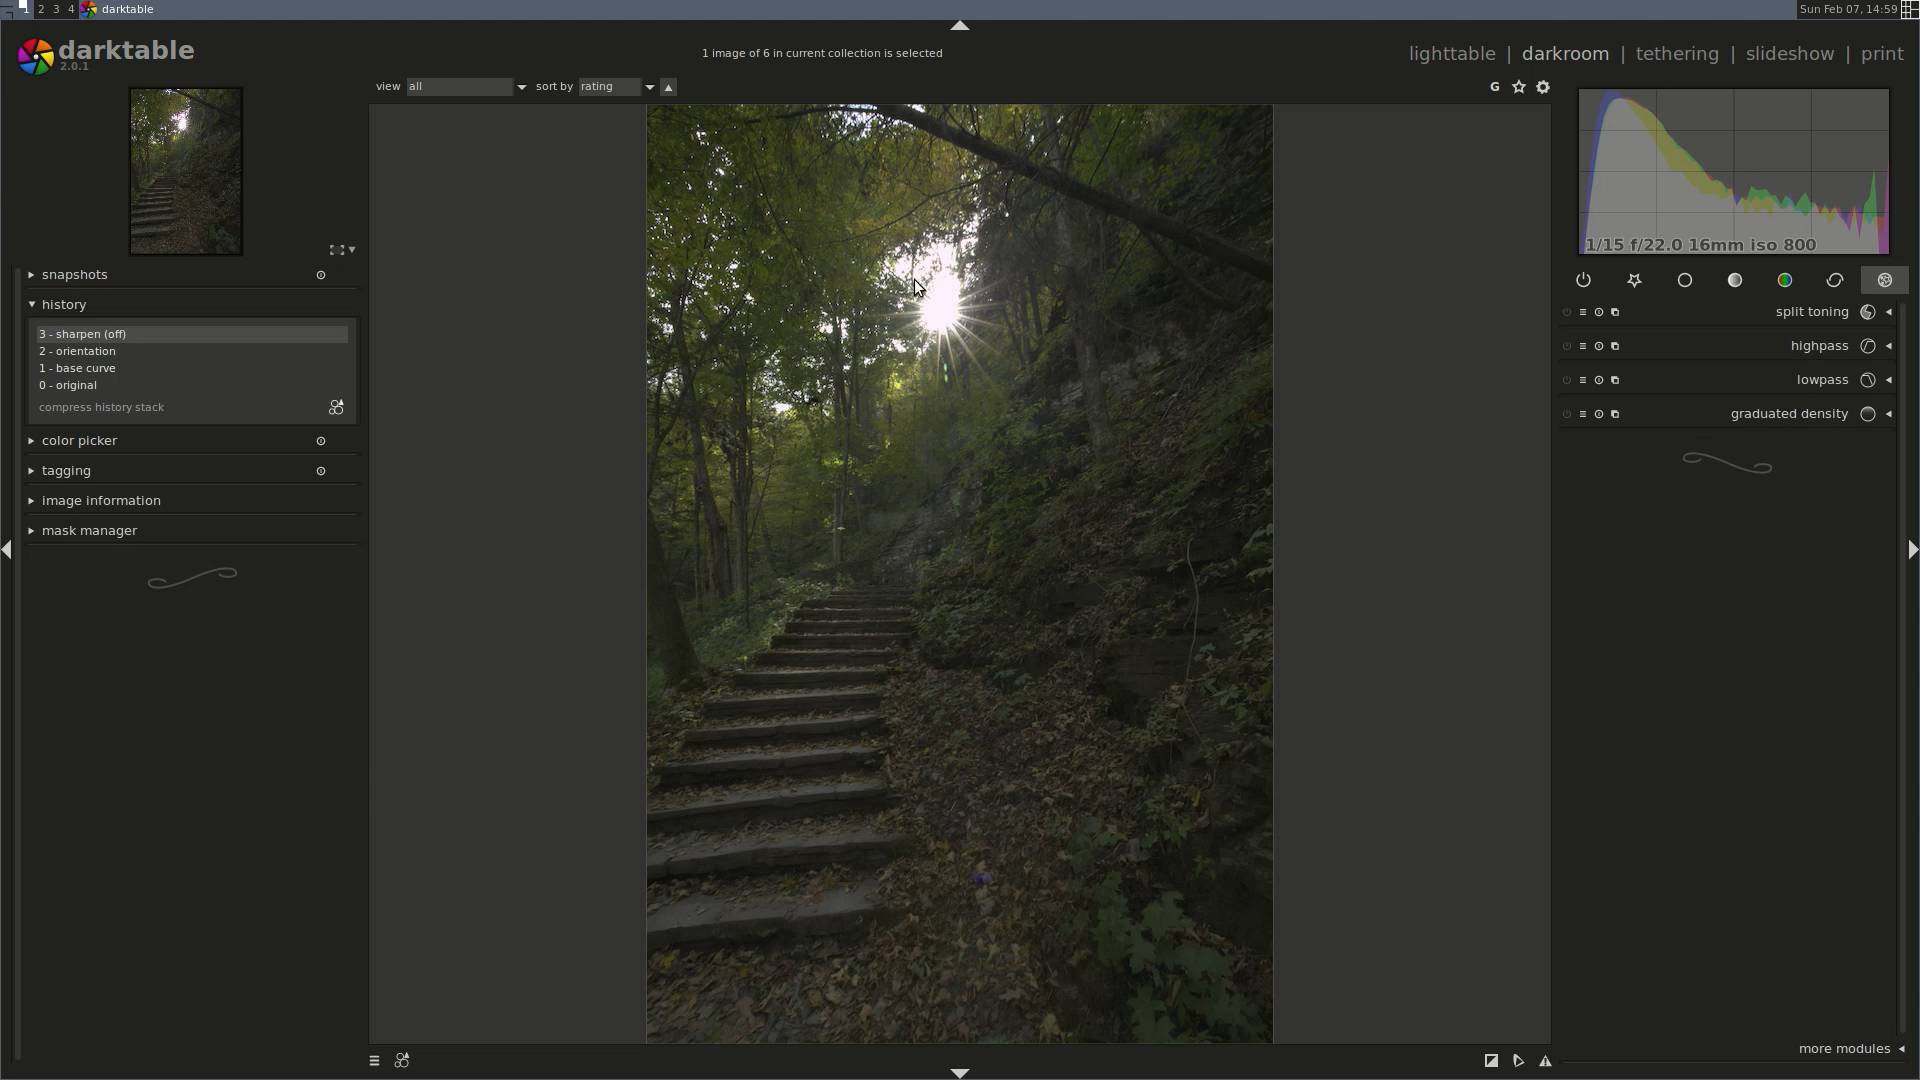 1 2 3 4 darktable
Sun Feb 07, 14:59
darktable
2.0.1
1 image of 6 in current collection is selected
lighttable | darkroom | tethering | slideshow | print
view all sort by rating
G
1/15 f/22.0 16mm iso 800
snapshots
history
3 - sharpen (off)
2 - orientation
1 - base curve
0 - original
compress history stack
color picker
tagging
image information
mask manager
split toning
highpass
lowpass
graduated density
more modules